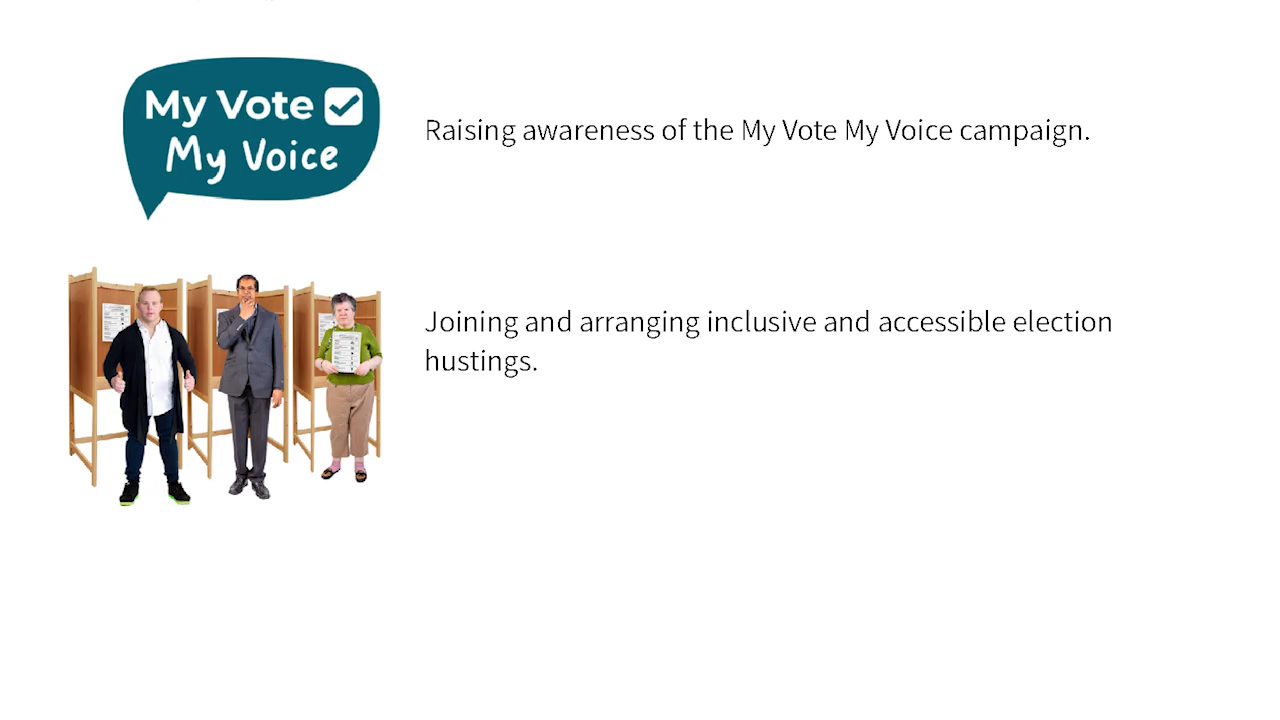 My Vote
My Voice
Raising awareness of the My Vote My Voice campaign.
Joining and arranging inclusive and accessible election
hustings.